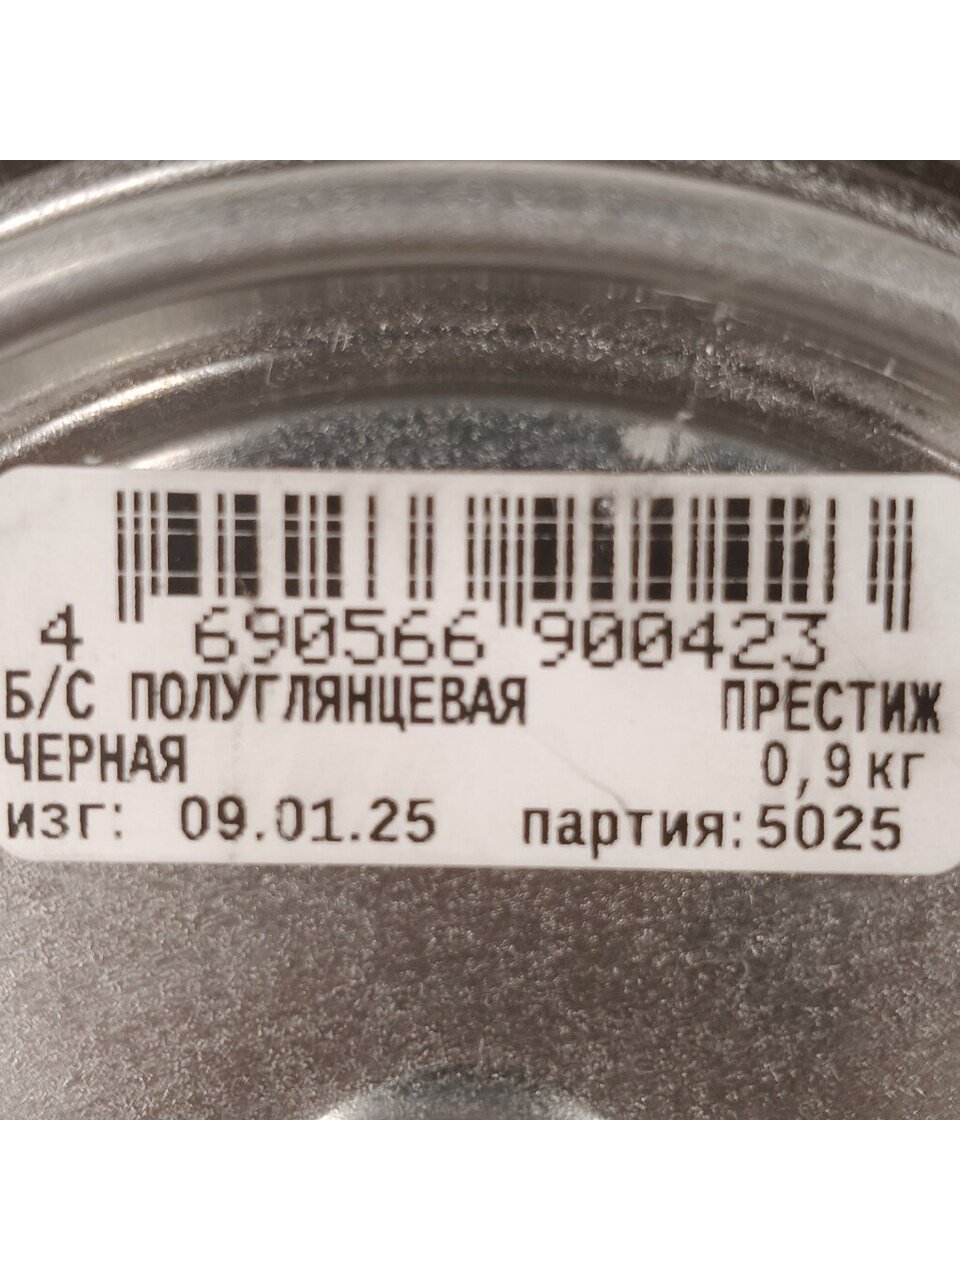 4 690566 900423
Б/С ПОЛУГЛЯНЦЕВАЯ ПРЕСТИЖ
ЧЕРНАЯ 0,9кг
изг: 09.01.25 партия:5025